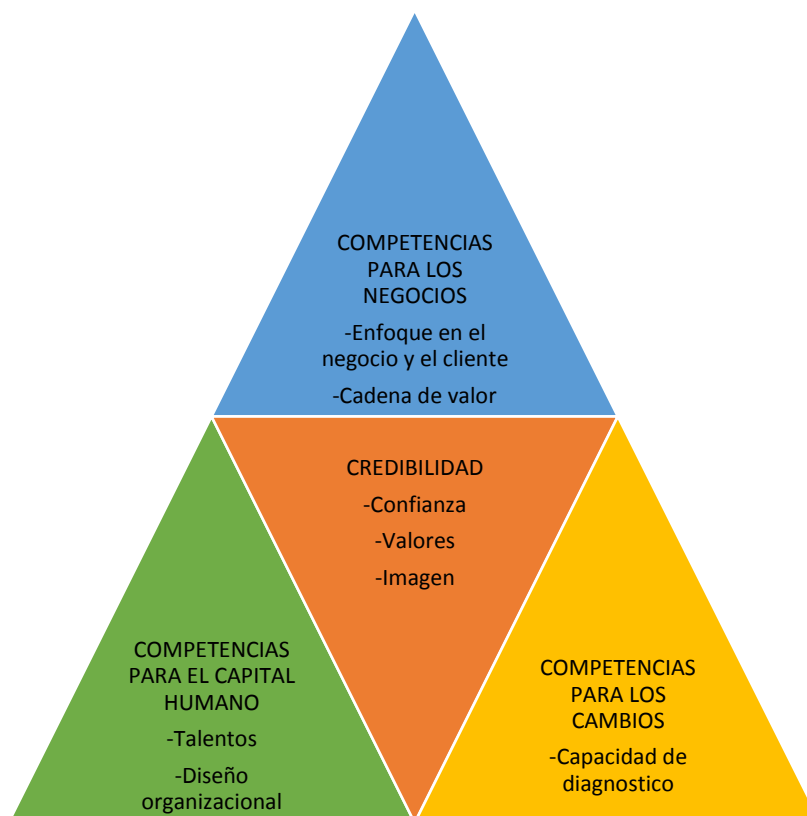 COMPETENCIAS
PARA LOS
NEGOCIOS
-Enfoque en el
negocio y el cliente
-Cadena de valor
CREDIBILIDAD
-Confianza
-Valores
-Imagen
COMPETENCIAS
PARA EL CAPITAL
HUMANO
-Talentos
-Diseño
organizacional
COMPETENCIAS
PARA LOS
CAMBIOS
-Capacidad de
diagnostico